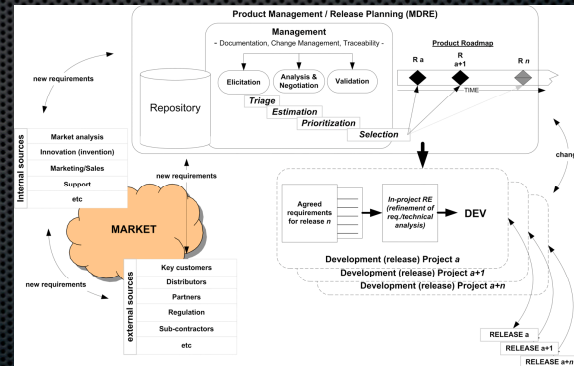 Product Management / Release Planning (MDRE)
Management
- Documentation, Change Management, Traceability -
Elicitation
Analysis &
Negotiation
Validation
Repository
Triage
Estimation
Prioritization
Selection
Product Roadmap
R a
R
a+1
R n
TIME
new requirements
Internal sources
Market analysis
Innovation (invention)
Marketing/Sales
Support
etc
new requirements
MARKET
new requirements
external sources
Key customers
Distributors
Partners
Regulation
Sub-contractors
etc
Agreed
requirements
for release n
In-project RE
(refinement of
req./technical
analysis)
DEV
Development (release) Project a
Development (release) Project a+1
Development (release) Project a+n
chang
RELEASE a
RELEASE a+1
RELEASE a+n